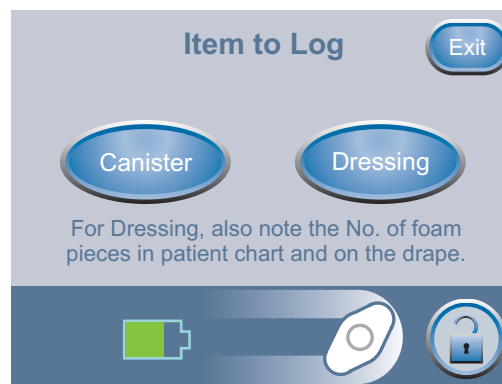 Item to Log
Exit
Canister
Dressing
For Dressing, also note the No. of foam
pieces in patient chart and on the drape.